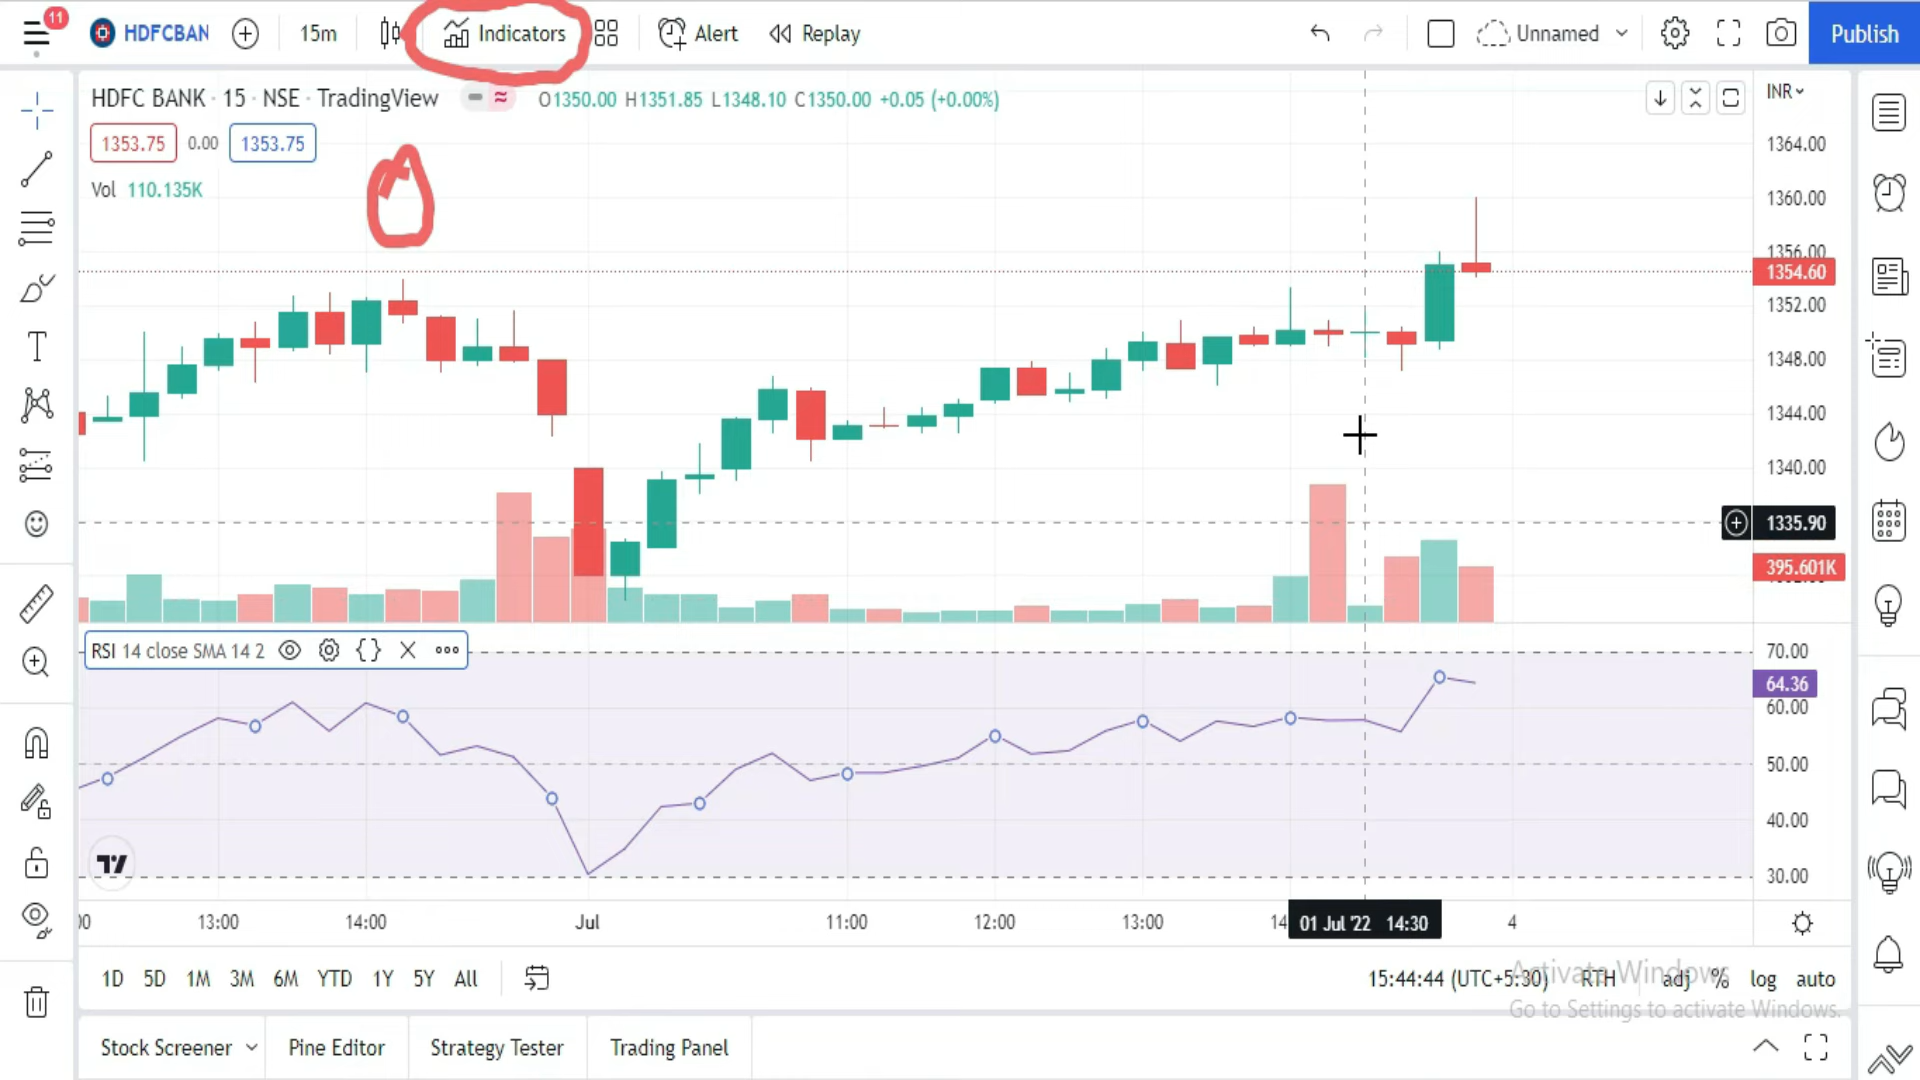 11
HDFCBAN
15m
Indicators
Alert
Replay
Unnamed
Publish
HDFC BANK · 15 · NSE · TradingView
O1350.00 H1351.85 L1348.10 C1350.00 +0.05 (+0.00%)
INR
1353.75 0.00 1353.75
Vol 110.135K
1364.00
1360.00
1356.00
1354.60
1352.00
1348.00
1344.00
1340.00
1335.90
395.601K
RSI 14 close SMA 14 2
70.00
64.36
60.00
50.00
40.00
30.00
13:00 14:00 Jul 11:00 12:00 13:00 14 01 Jul '22 14:30 4
1D 5D 1M 3M 6M YTD 1Y 5Y All
15:44:44 (UTC+5:30) RTH adj % log auto
Activate Windows
Go to Settings to activate Windows.
Stock Screener Pine Editor Strategy Tester Trading Panel